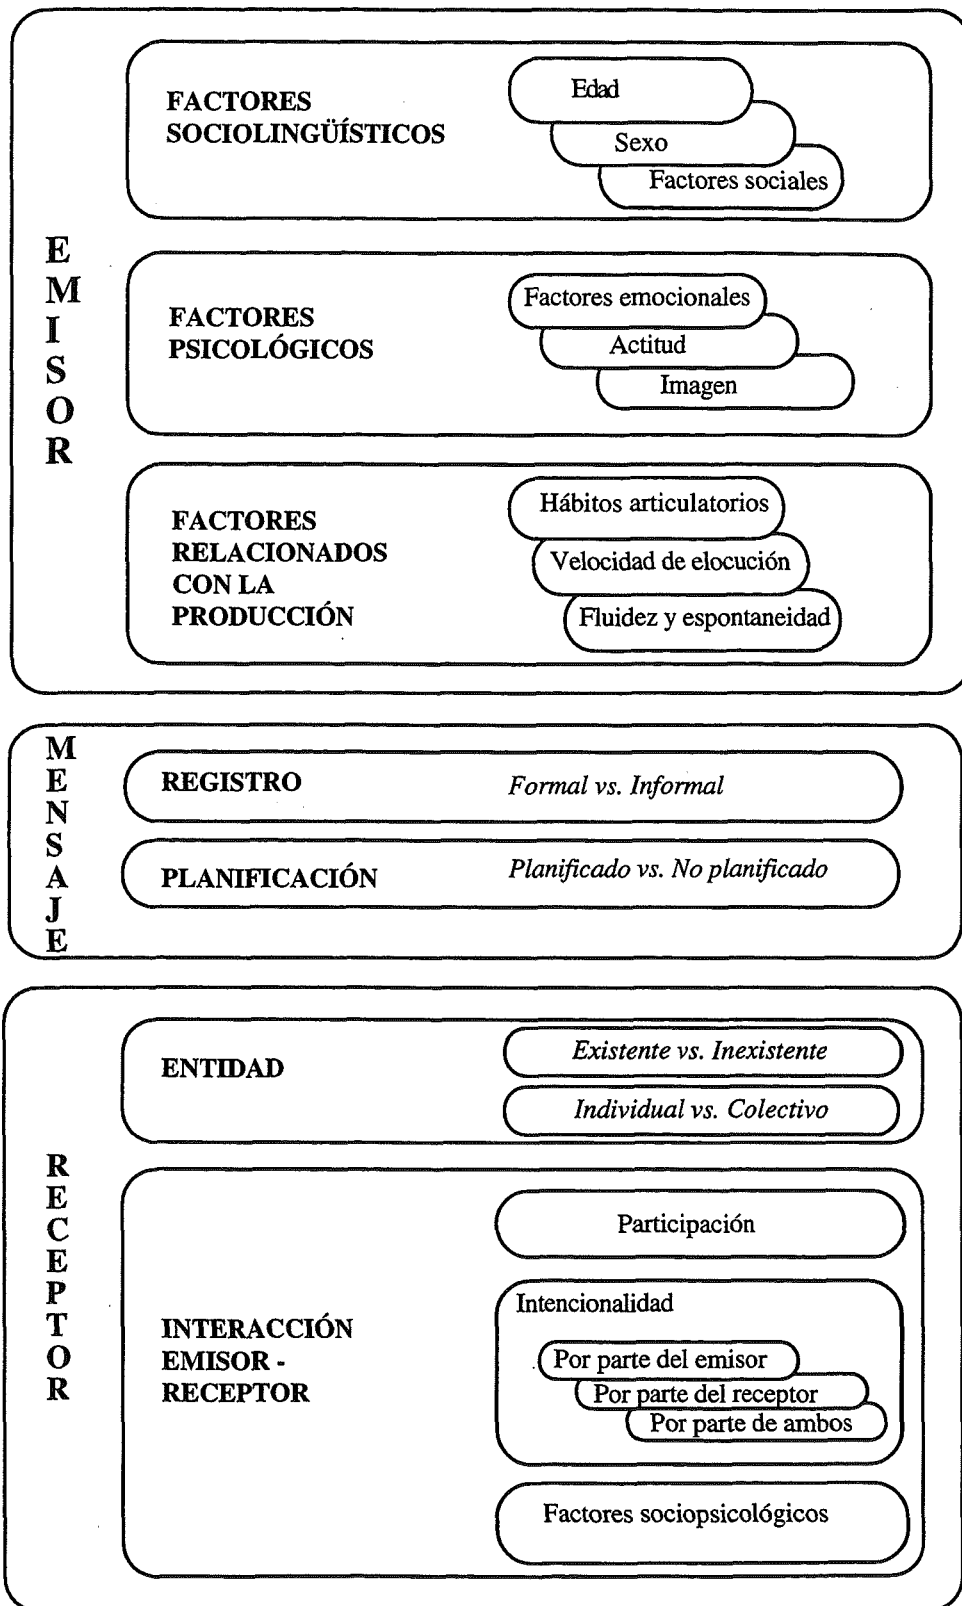 EMISOR
FACTORES
SOCIOLINGÜÍSTICOS
Edad
Sexo
Factores sociales
FACTORES
PSICOLÓGICOS
Factores emocionales
Actitud
Imagen
FACTORES
RELACIONADOS
CON LA
PRODUCCIÓN
Hábitos articulatorios
Velocidad de elocución
Fluidez y espontaneidad
MENSAJE
REGISTRO
Formal vs. Informal
PLANIFICACIÓN
Planificado vs. No planificado
RECEPTOR
ENTIDAD
Existente vs. Inexistente
Individual vs. Colectivo
INTERACCIÓN
EMISOR -
RECEPTOR
Participación
Intencionalidad
Por parte del emisor
Por parte del receptor
Por parte de ambos
Factores sociopsicológicos